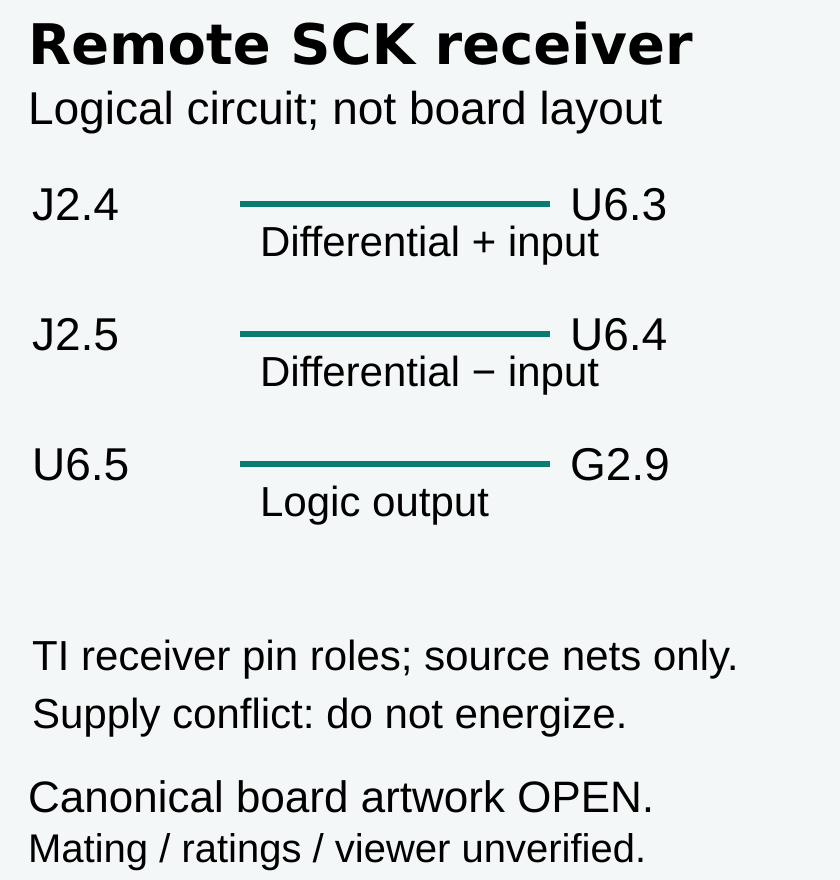 Remote SCK receiver
Logical circuit; not board layout
J2.4 U6.3
Differential + input
J2.5 U6.4
Differential − input
U6.5 G2.9
Logic output
TI receiver pin roles; source nets only.
Supply conflict: do not energize.
Canonical board artwork OPEN.
Mating / ratings / viewer unverified.